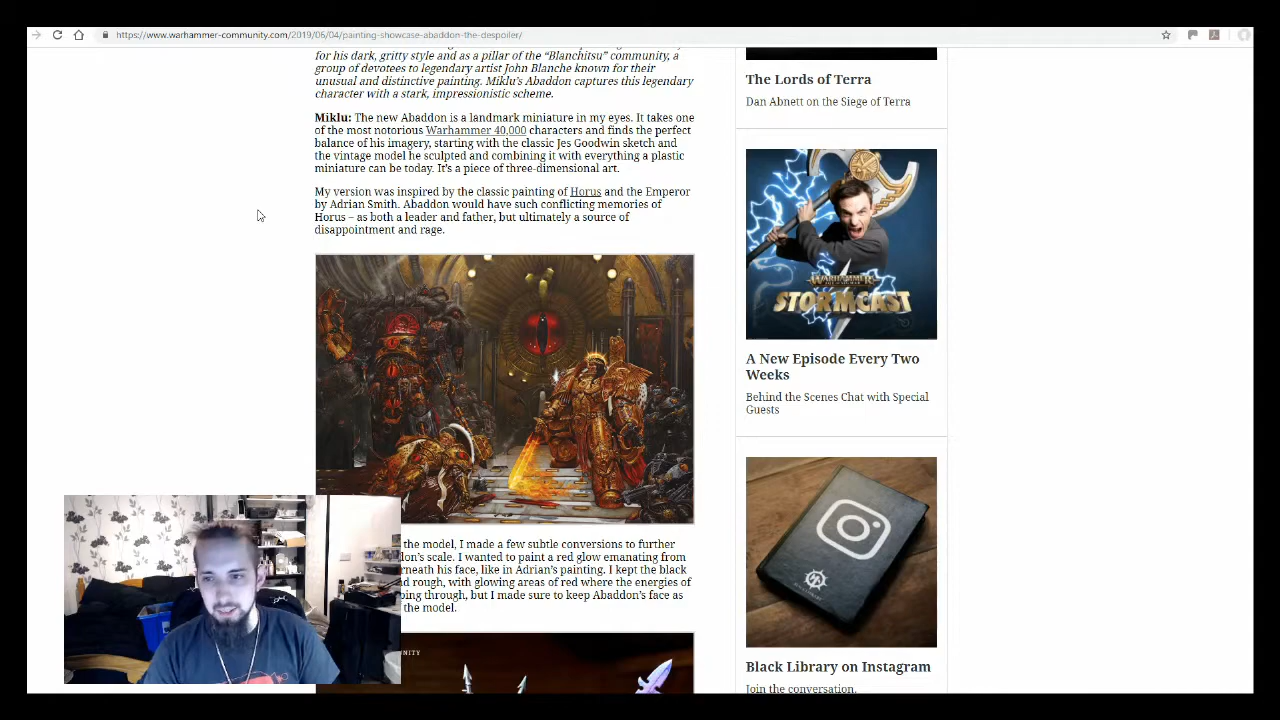 https://www.warhammer-community.com/2019/06/04/painting-showcase-abaddon-the-despoiler/
for his dark, gritty style and as a pillar of the “Blanchitsu” community, a
group of devotees to legendary artist John Blanche known for their
unusual and distinctive painting. Miklu’s Abaddon captures this legendary
character with a stark, impressionistic scheme.
Miklu: The new Abaddon is a landmark miniature in my eyes. It takes one
of the most notorious Warhammer 40,000 characters and finds the perfect
balance of his imagery, starting with the classic Jes Goodwin sketch and
the vintage model he sculpted and combining it with everything a plastic
miniature can be today. It’s a piece of three-dimensional art.
My version was inspired by the classic painting of Horus and the Emperor
by Adrian Smith. Abaddon would have such conflicting memories of
Horus – as both a leader and father, but ultimately a source of
disappointment and rage.
the model, I made a few subtle conversions to further
don’s scale. I wanted to paint a red glow emanating from
neath his face, like in Adrian’s painting. I kept the black
d rough, with glowing areas of red where the energies of
ping through, but I made sure to keep Abaddon’s face as
the model.
NITY
The Lords of Terra
Dan Abnett on the Siege of Terra
WARHAMMER
STORMCAST
A New Episode Every Two
Weeks
Behind the Scenes Chat with Special
Guests
Black Library on Instagram
Join the conversation.